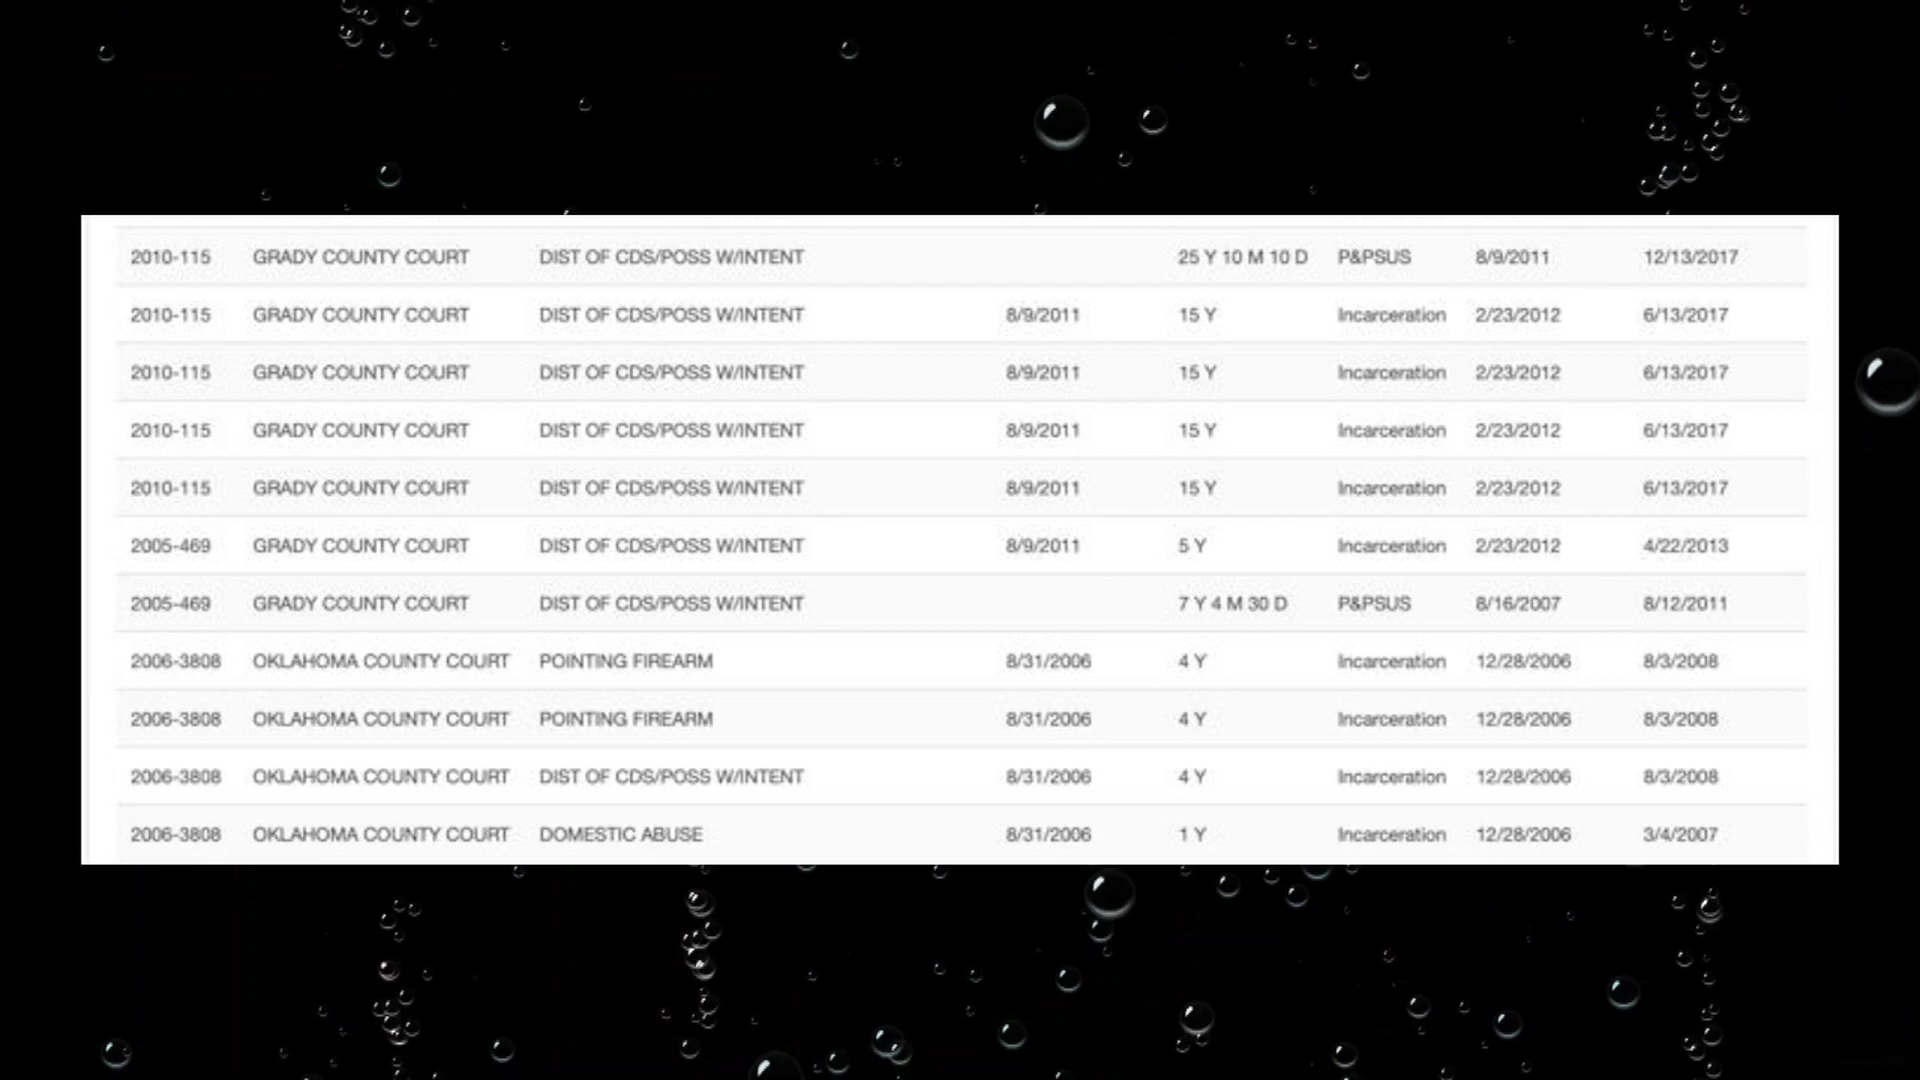 2010-115 GRADY COUNTY COURT DIST OF CDS/POSS W/INTENT 25 Y 10 M 10 D P&PSUS 8/9/2011 12/13/2017
2010-115 GRADY COUNTY COURT DIST OF CDS/POSS W/INTENT 8/9/2011 15 Y Incarceration 2/23/2012 6/13/2017
2010-115 GRADY COUNTY COURT DIST OF CDS/POSS W/INTENT 8/9/2011 15 Y Incarceration 2/23/2012 6/13/2017
2010-115 GRADY COUNTY COURT DIST OF CDS/POSS W/INTENT 8/9/2011 15 Y Incarceration 2/23/2012 6/13/2017
2010-115 GRADY COUNTY COURT DIST OF CDS/POSS W/INTENT 8/9/2011 15 Y Incarceration 2/23/2012 6/13/2017
2005-469 GRADY COUNTY COURT DIST OF CDS/POSS W/INTENT 8/9/2011 5 Y Incarceration 2/23/2012 4/22/2013
2005-469 GRADY COUNTY COURT DIST OF CDS/POSS W/INTENT 7 Y 4 M 30 D P&PSUS 8/16/2007 8/12/2011
2006-3808 OKLAHOMA COUNTY COURT POINTING FIREARM 8/31/2006 4 Y Incarceration 12/28/2006 8/3/2008
2006-3808 OKLAHOMA COUNTY COURT POINTING FIREARM 8/31/2006 4 Y Incarceration 12/28/2006 8/3/2008
2006-3808 OKLAHOMA COUNTY COURT DIST OF CDS/POSS W/INTENT 8/31/2006 4 Y Incarceration 12/28/2006 8/3/2008
2006-3808 OKLAHOMA COUNTY COURT DOMESTIC ABUSE 8/31/2006 1 Y Incarceration 12/28/2006 3/4/2007